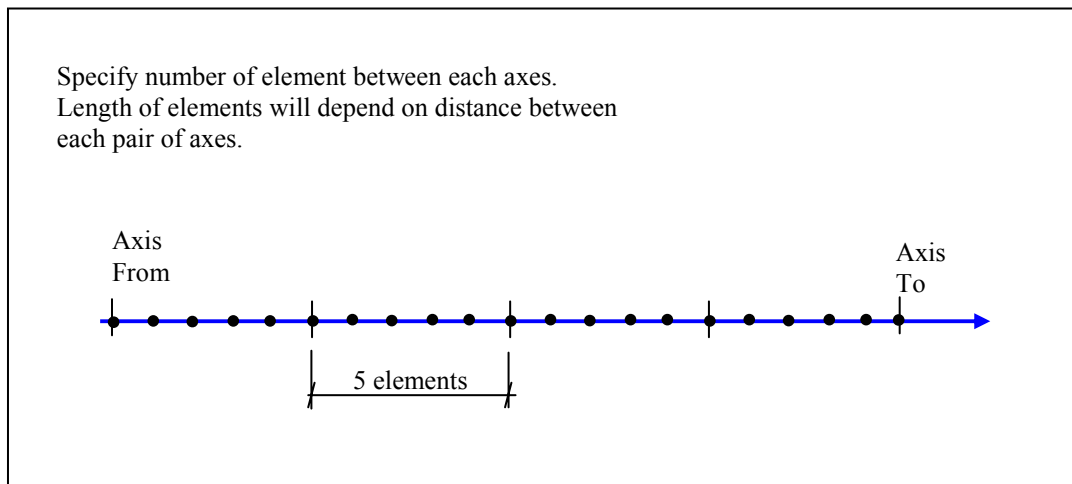 Specify number of element between each axes.
Length of elements will depend on distance between
each pair of axes.
Axis
From
Axis
To
5 elements